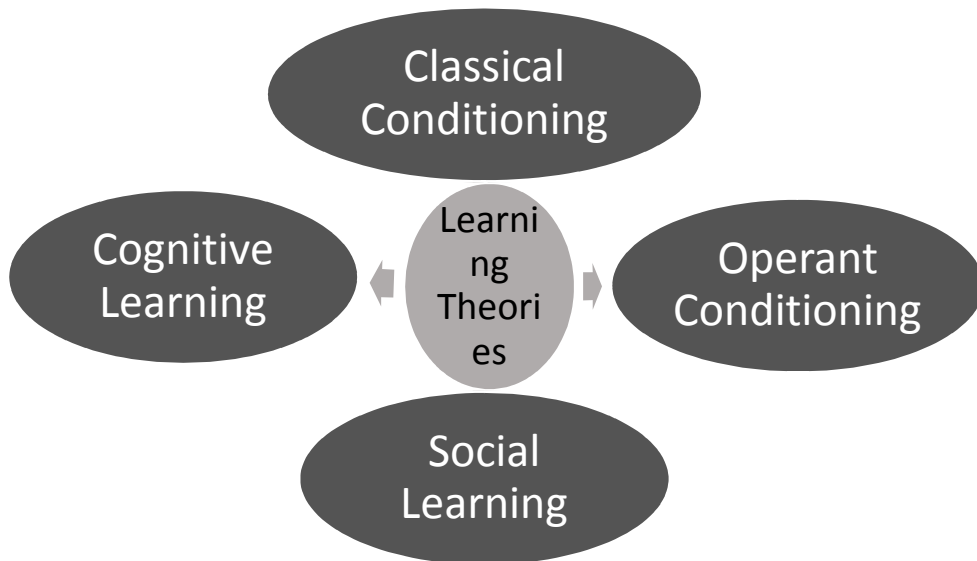 Classical
Conditioning
Cognitive
Learning
Learni
ng
Theori
es
Operant
Conditioning
Social
Learning